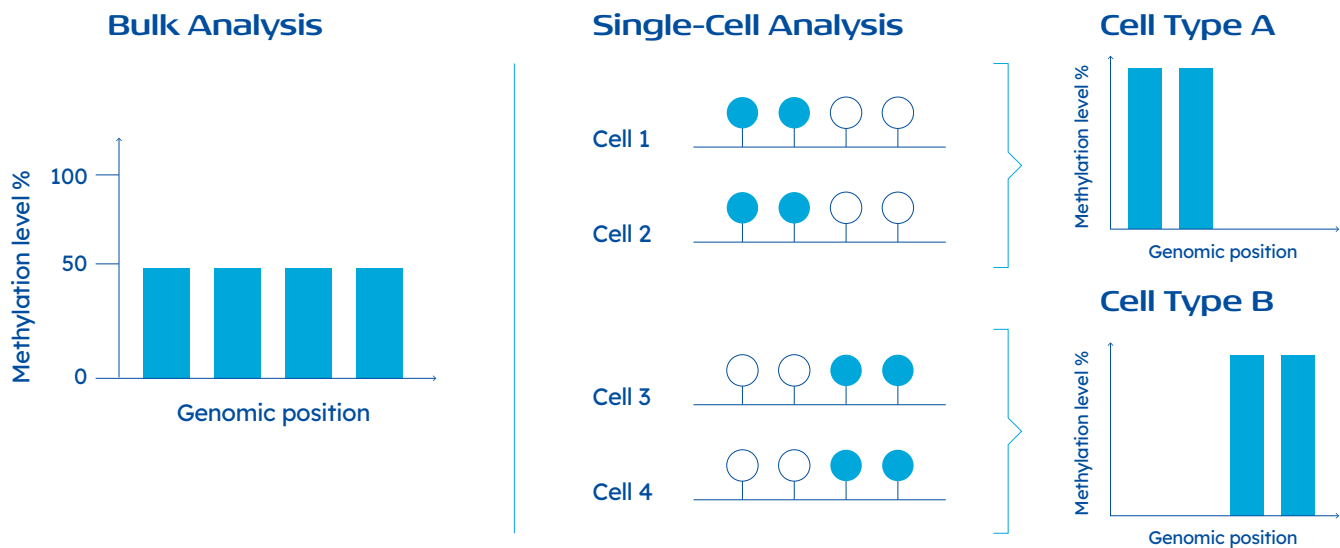 Bulk Analysis
Methylation level %
100
50
0
Genomic position
Single-Cell Analysis
Cell 1
Cell 2
Cell 3
Cell 4
Cell Type A
Methylation level %
Genomic position
Cell Type B
Methylation level %
Genomic position